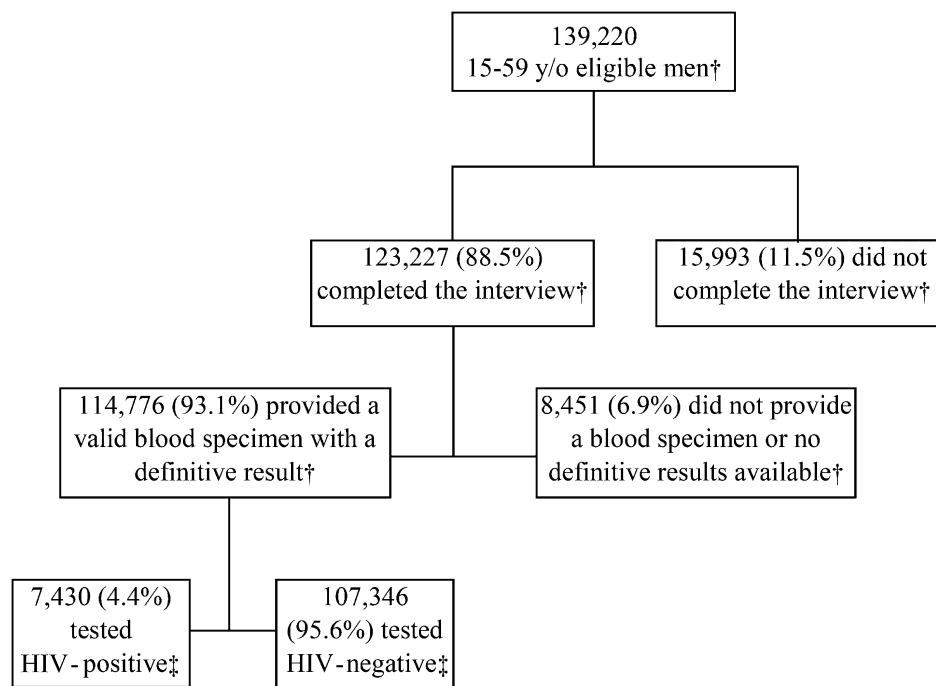 139,220
15-59 y/o eligible men†
123,227 (88.5%)
completed the interview†
15,993 (11.5%) did not
complete the interview†
114,776 (93.1%) provided a
valid blood specimen with a
definitive result†
8,451 (6.9%) did not provide
a blood specimen or no
definitive results available†
7,430 (4.4%)
tested
HIV-positive‡
107,346
(95.6%) tested
HIV-negative‡